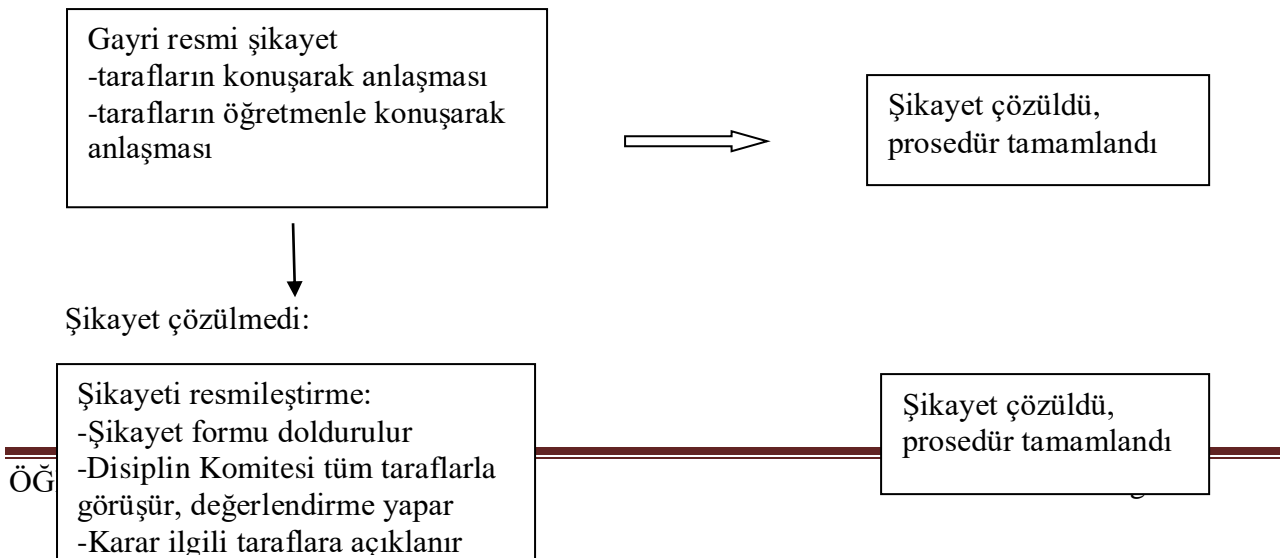 Gayri resmi şikayet
-tarafların konuşarak anlaşması
-tarafların öğretmenle konuşarak
anlaşması
Şikayet çözüldü,
prosedür tamamlandı
Şikayet çözülmedi:
Şikayeti resmileştirme:
-Şikayet formu doldurulur
-Disiplin Komitesi tüm taraflarla
görüşür, değerlendirme yapar
-Karar ilgili taraflara açıklanır
Şikayet çözüldü,
prosedür tamamlandı